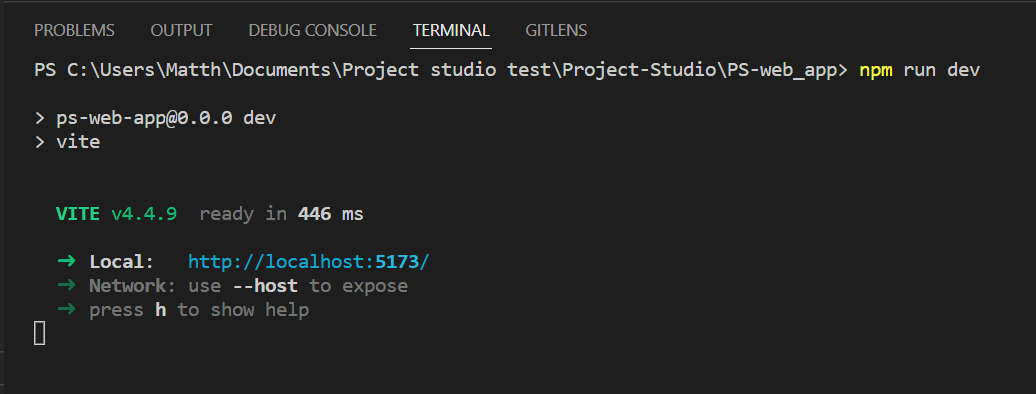 PROBLEMS OUTPUT DEBUG CONSOLE TERMINAL GITLENS
PS C:\Users\Matth\Documents\Project studio test\Project-Studio\PS-web_app> npm run dev
> ps-web-app@0.0.0 dev
> vite
VITE v4.4.9 ready in 446 ms
➜ Local: http://localhost:5173/
➜ Network: use --host to expose
➜ press h to show help